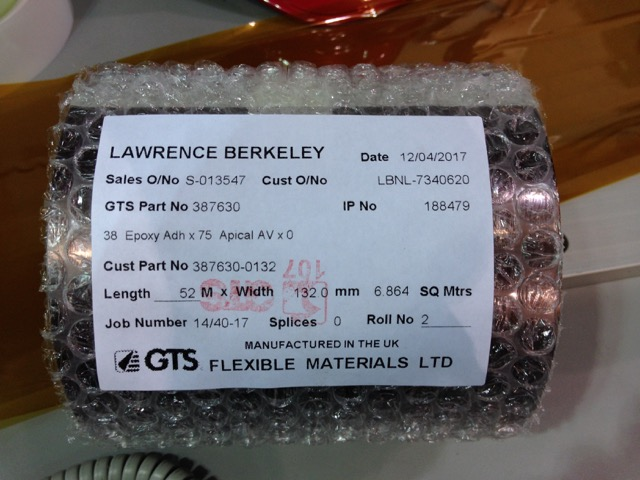 LAWRENCE BERKELEY Date 12/04/2017
Sales O/No S-013547 Cust O/No LBNL-7340620
GTS Part No 387630 IP No 188479
38 Epoxy Adh x 75 Apical AV x 0
Cust Part No 387630-0132
107
Length 52 M x Width 132.0 mm 6.864 SQ Mtrs
GTS
Job Number 14/40-17 Splices 0 Roll No 2
MANUFACTURED IN THE UK
GTS FLEXIBLE MATERIALS LTD